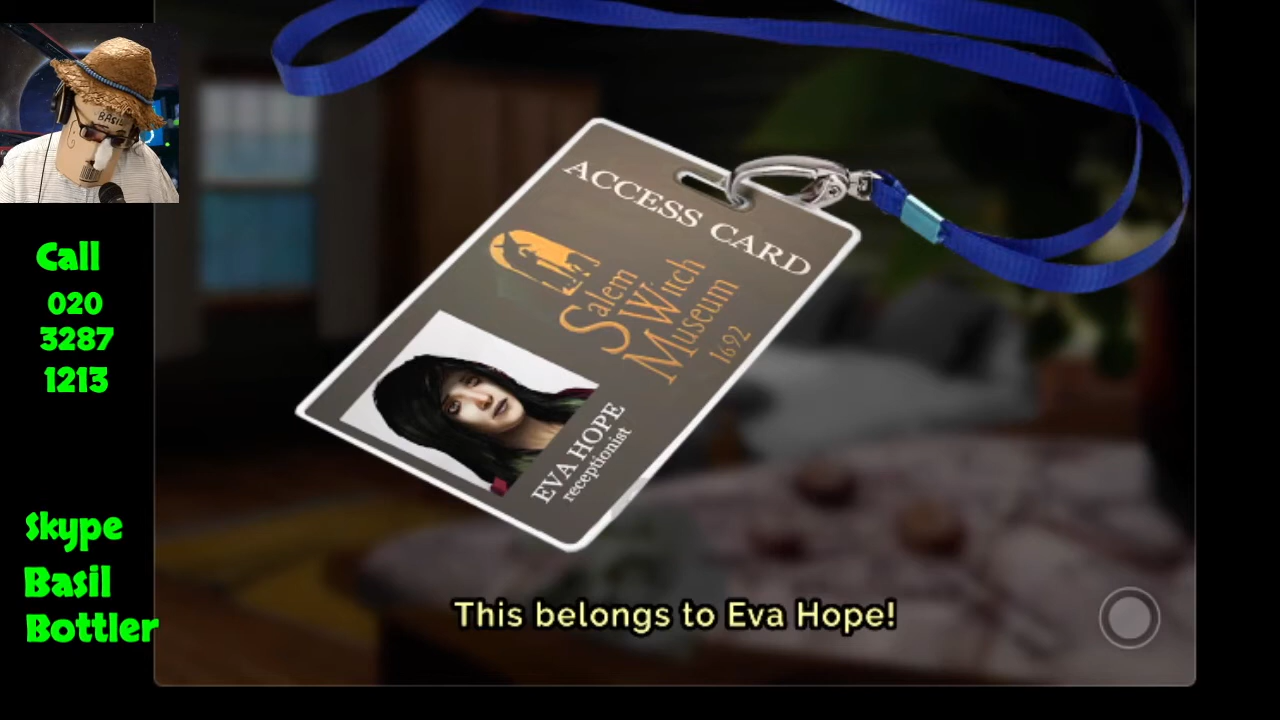 BASIL
Call
020
3287
1213
Skype
Basil
Bottler
ACCESS CARD
Salem
Witch
Museum
1692
EVA HOPE
receptionist
This belongs to Eva Hope!